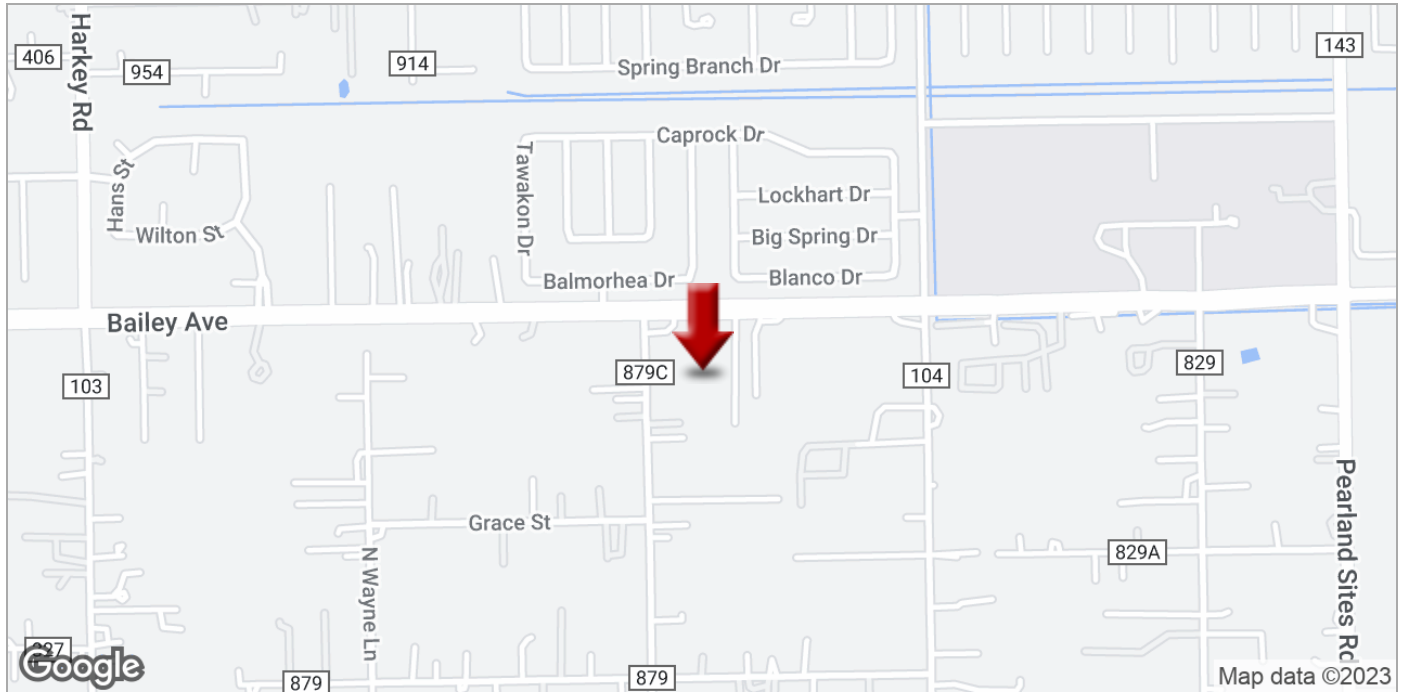 Harkey Rd
406
954
914
Spring Branch Dr
143
Caprock Dr
Tawakon Dr
Hans St
Wilton St
Lockhart Dr
Big Spring Dr
Balmorhea Dr
Blanco Dr
Bailey Ave
103
879C
104
829
Grace St
829A
N Wayne Ln
Pearland Sites Rd
Google
879
879
Map data ©2023